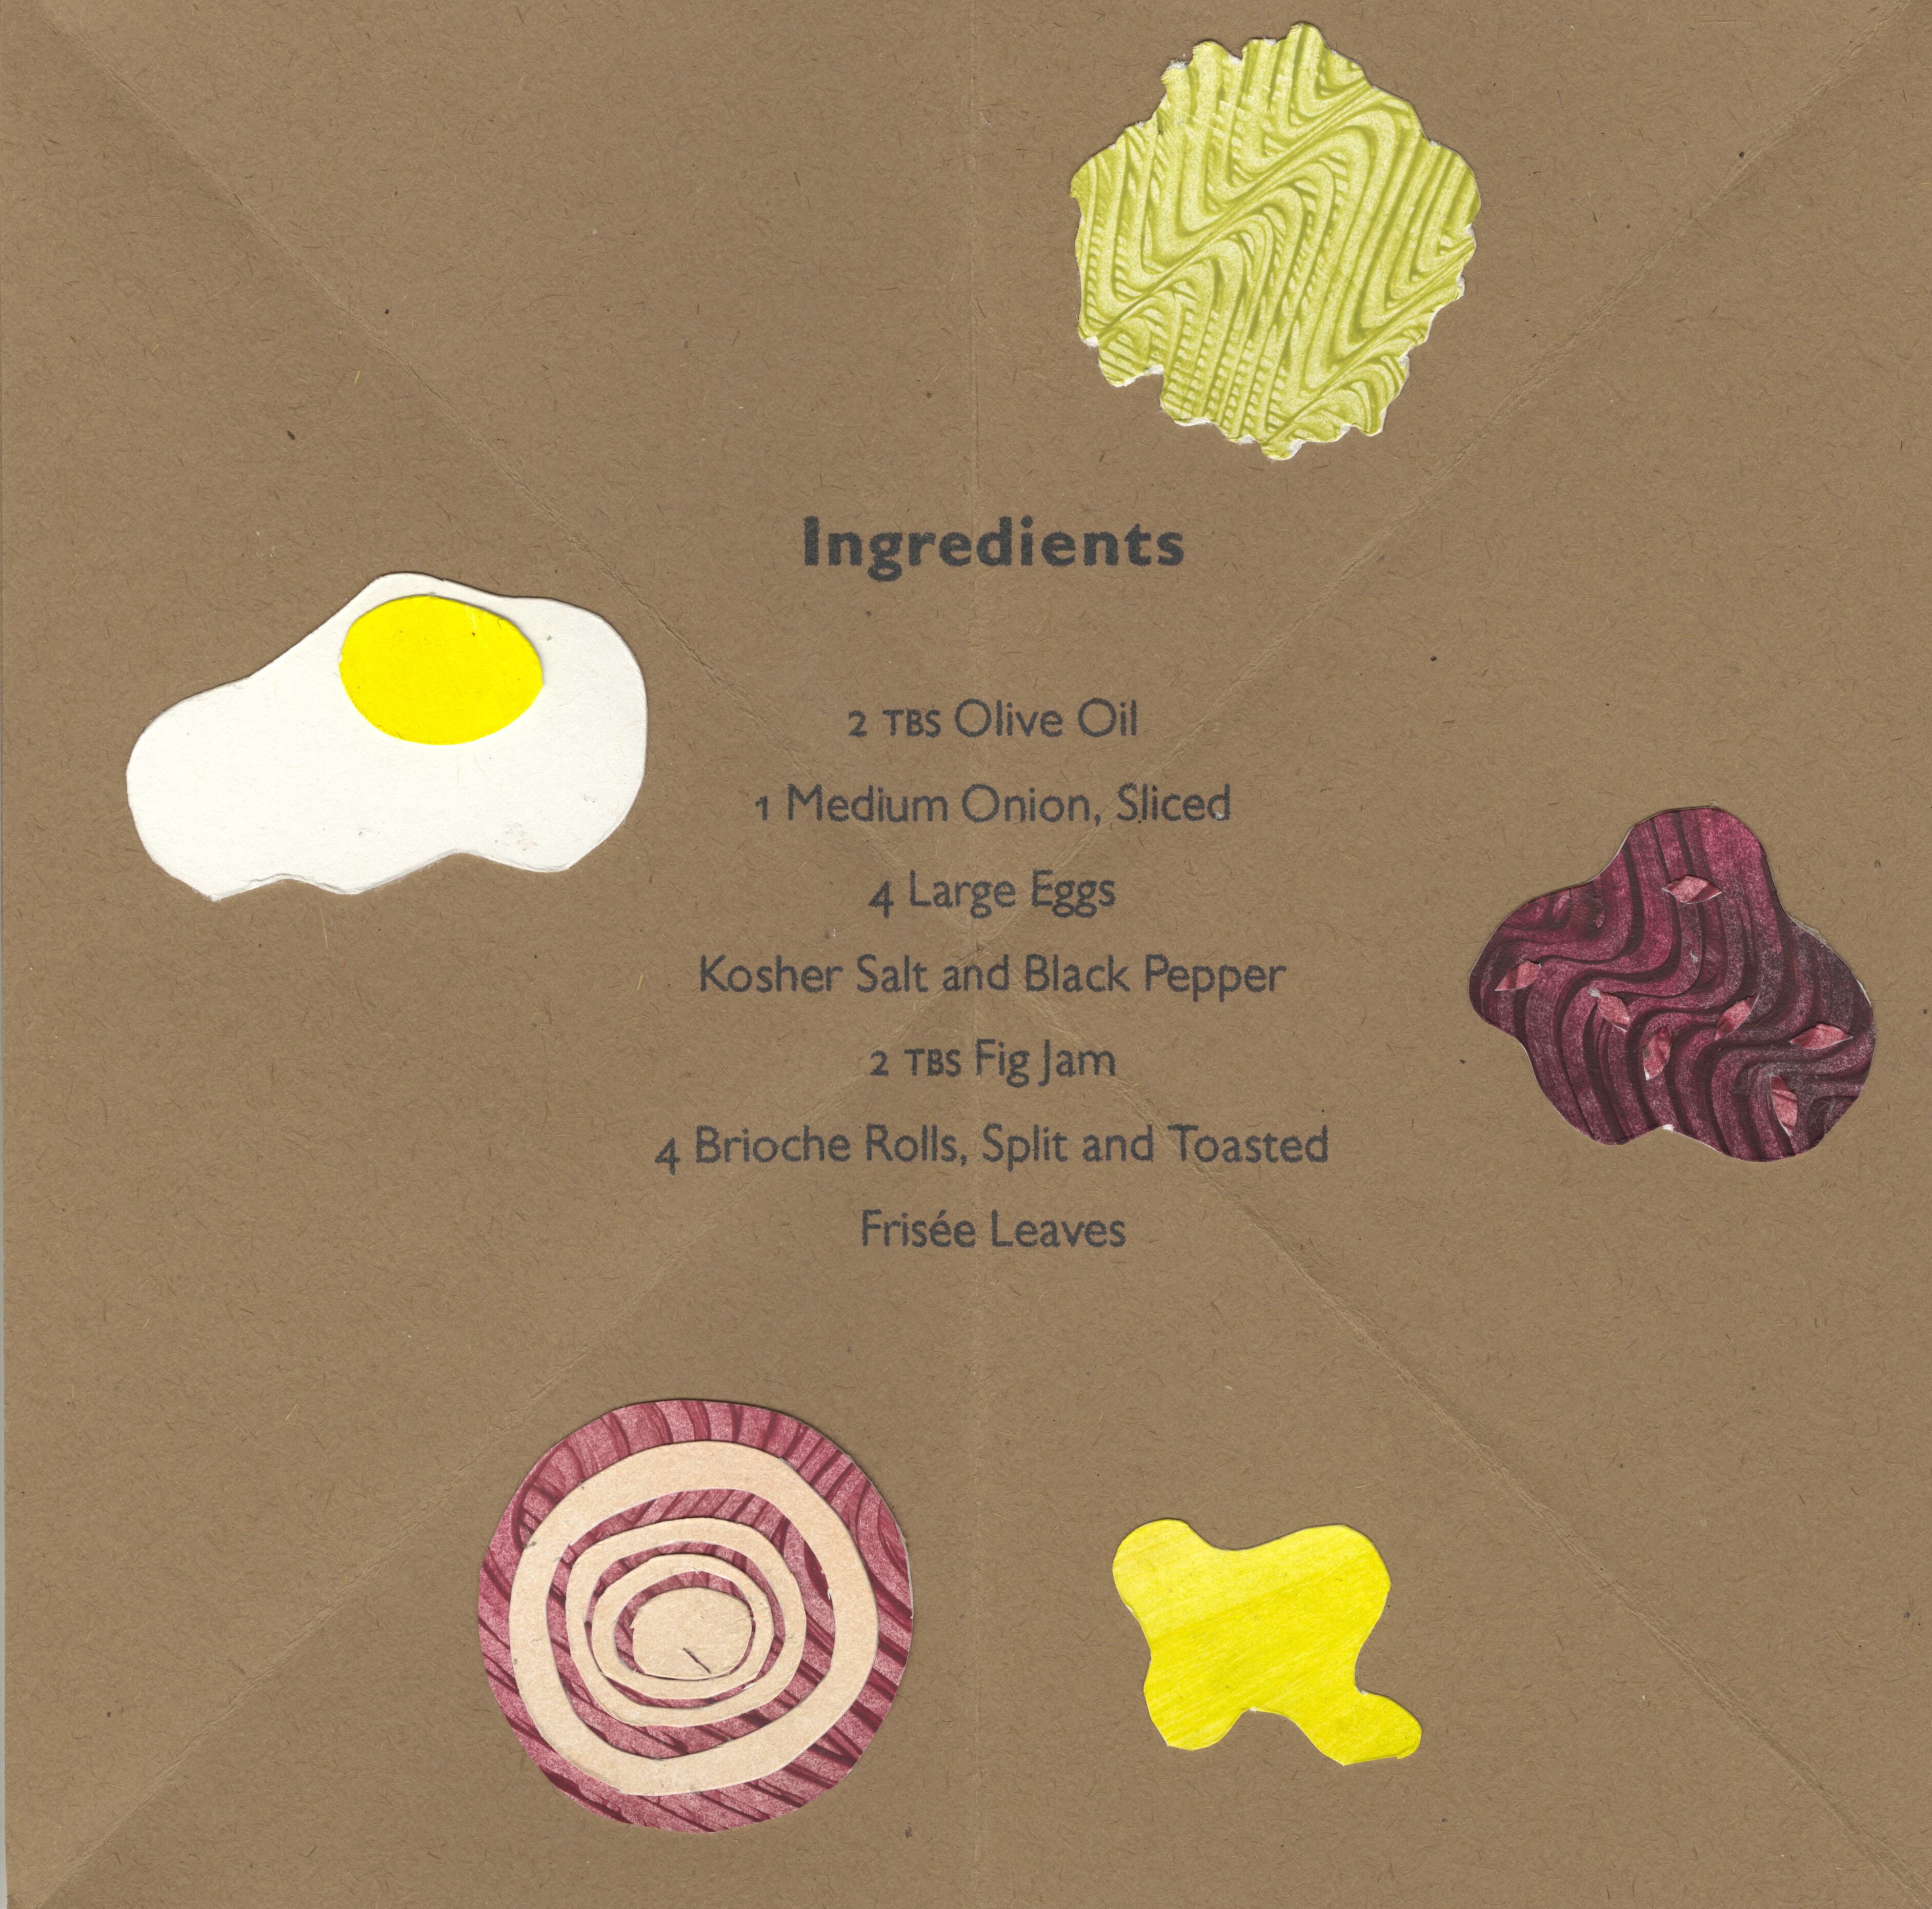 Ingredients
2 TBS Olive Oil
1 Medium Onion, Sliced
4 Large Eggs
Kosher Salt and Black Pepper
2 TBS Fig Jam
4 Brioche Rolls, Split and Toasted
Frisée Leaves